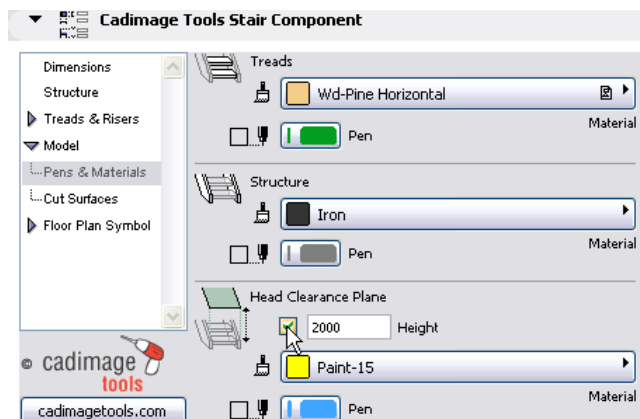 Cadimage Tools Stair Component
Dimensions
Structure
Treads & Risers
Model
Pens & Materials
Cut Surfaces
Floor Plan Symbol
© cadimage
tools
cadimagetools.com
Treads
Wd-Pine Horizontal
Material
Pen
Structure
Iron
Material
Pen
Head Clearance Plane
2000 Height
Paint-15
Material
Pen